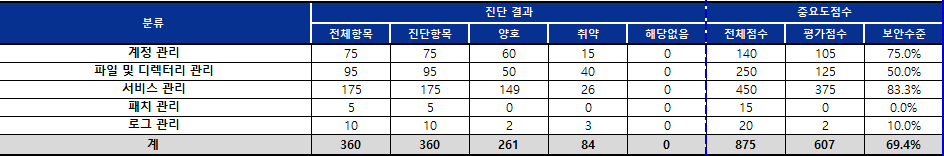 분류 진단 결과 중요도점수
전체항목 진단항목 양호 취약 해당없음 전체점수 평가점수 보안수준
계정 관리 75 75 60 15 0 140 105 75.0%
파일 및 디렉터리 관리 95 95 50 40 0 250 125 50.0%
서비스 관리 175 175 149 26 0 450 375 83.3%
패치 관리 5 5 0 0 0 15 0 0.0%
로그 관리 10 10 2 3 0 20 2 10.0%
계 360 360 261 84 0 875 607 69.4%